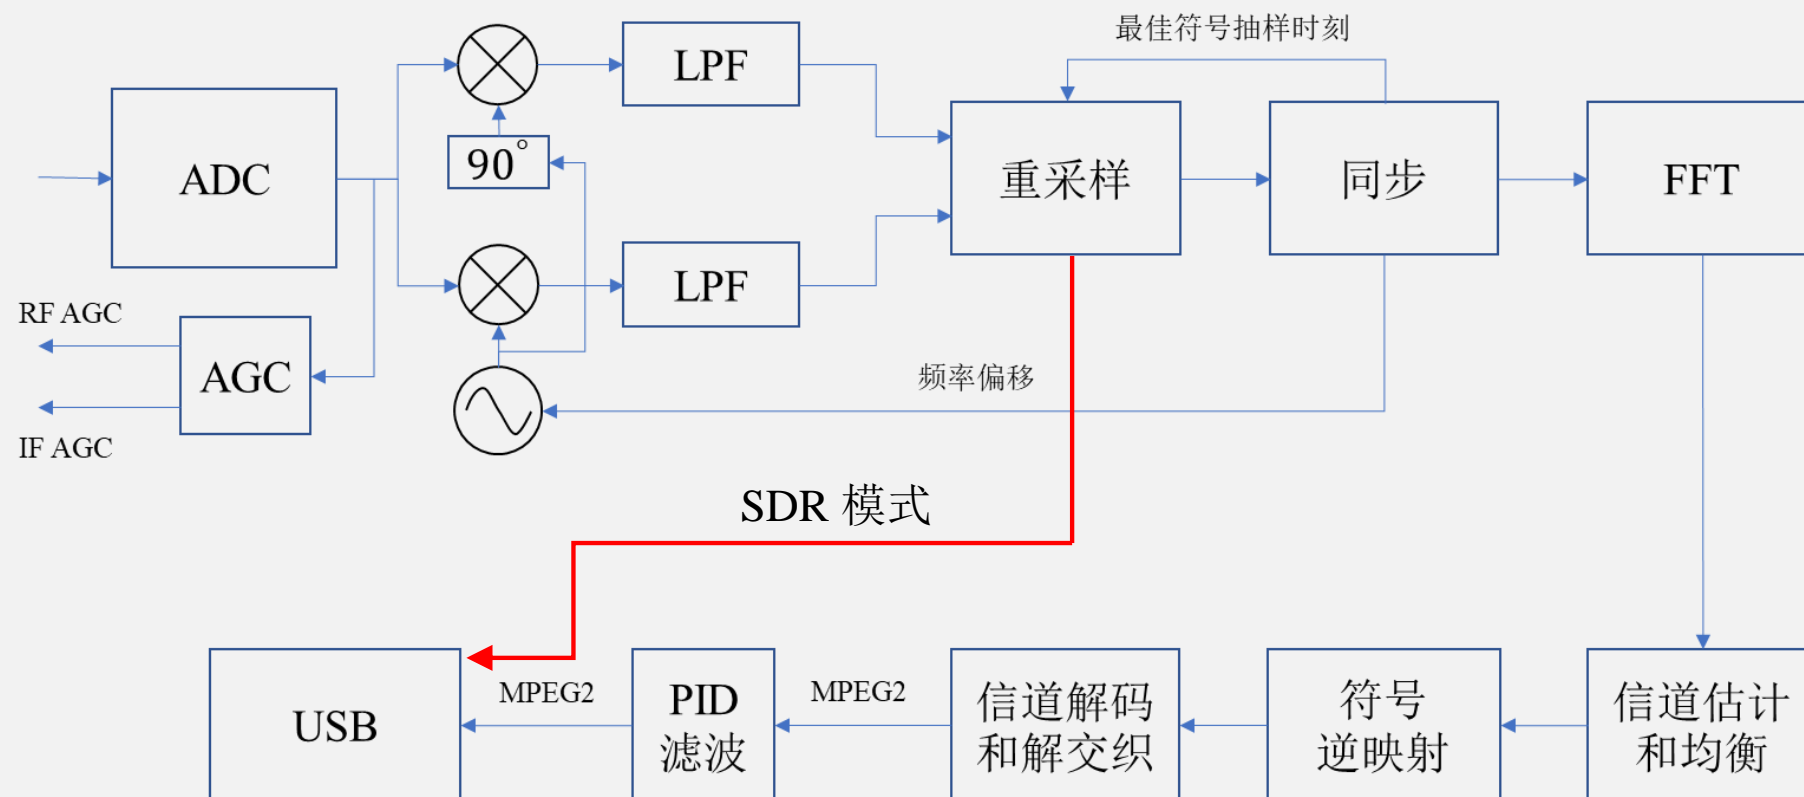 最佳符号抽样时刻
LPF
ADC
90°
重采样
同步
FFT
LPF
RF AGC
AGC
IF AGC
频率偏移
SDR 模式
USB
MPEG2
PID
滤波
MPEG2
信道解码
和解交织
符号
逆映射
信道估计
和均衡